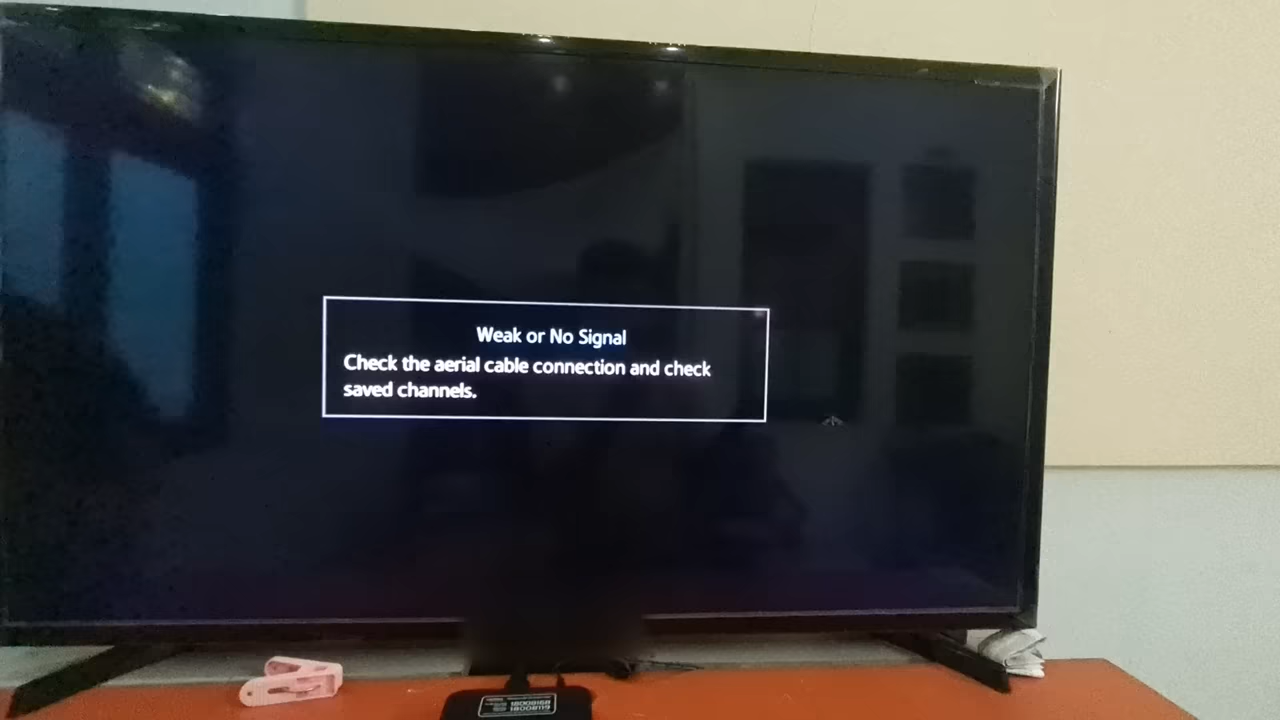 Weak or No Signal
Check the aerial cable connection and check
saved channels.